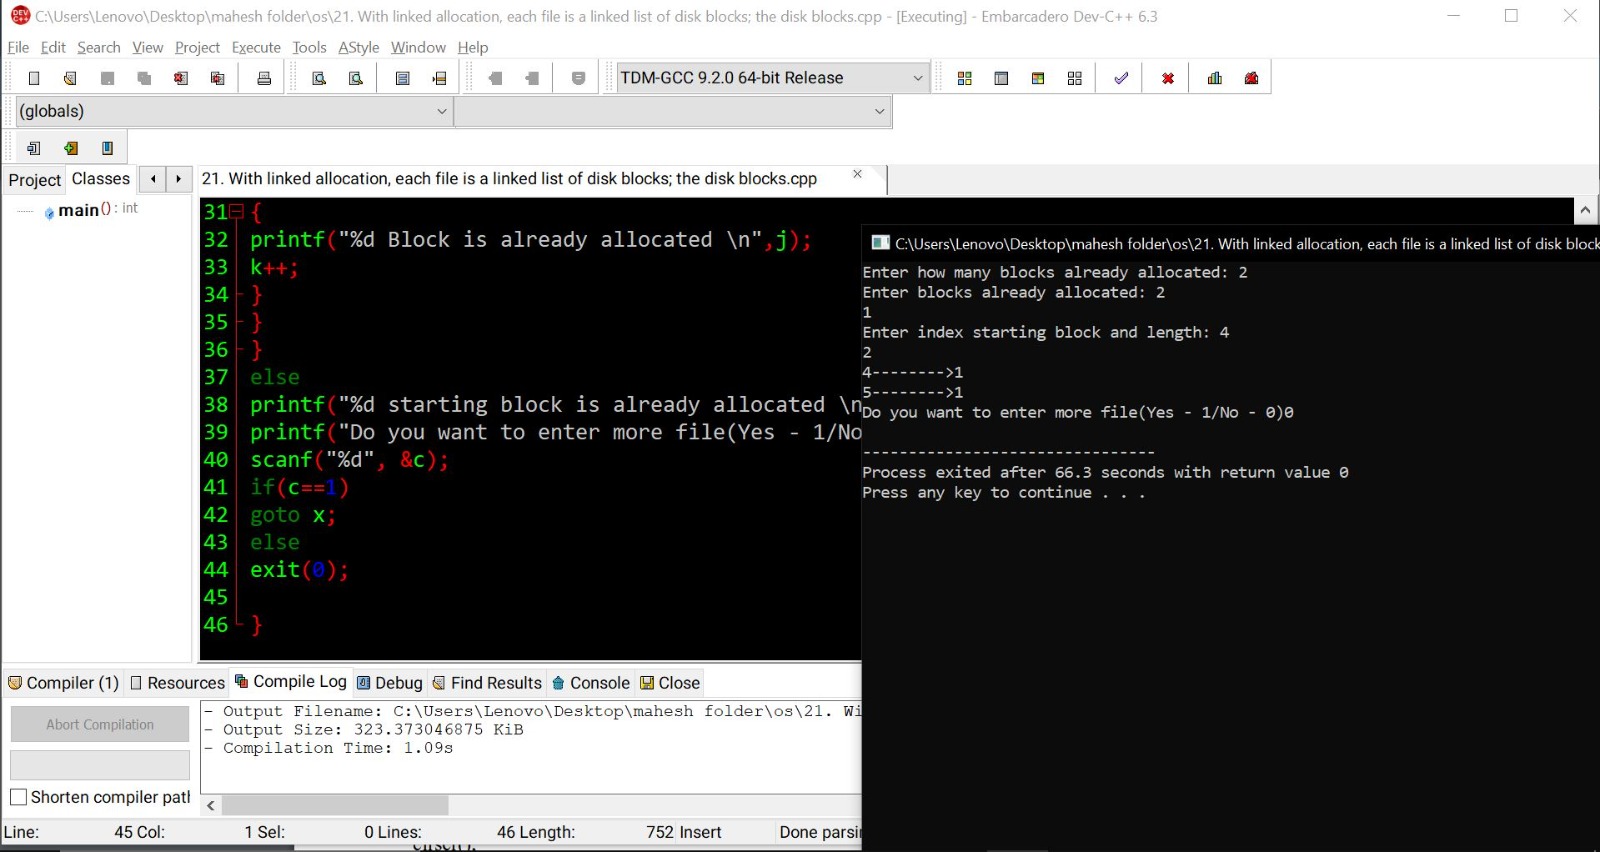 C:\Users\Lenovo\Desktop\mahesh folder\os\21. With linked allocation, each file is a linked list of disk blocks; the disk blocks.cpp - [Executing] - Embarcadero Dev-C++ 6.3
File Edit Search View Project Execute Tools AStyle Window Help
TDM-GCC 9.2.0 64-bit Release
(globals)
Project Classes
21. With linked allocation, each file is a linked list of disk blocks; the disk blocks.cpp
main() : int
31 {
32 printf("%d Block is already allocated \n",j);
33 k++;
34 }
35 }
36 }
37 else
38 printf("%d starting block is already allocated \n
39 printf("Do you want to enter more file(Yes - 1/No
40 scanf("%d", &c);
41 if(c==1)
42 goto x;
43 else
44 exit(0);
45
46 }
C:\Users\Lenovo\Desktop\mahesh folder\os\21. With linked allocation, each file is a linked list of disk block
Enter how many blocks already allocated: 2
Enter blocks already allocated: 2
1
Enter index starting block and length: 4
2
4-------->1
5-------->1
Do you want to enter more file(Yes - 1/No - 0)0
--------------------------------
Process exited after 66.3 seconds with return value 0
Press any key to continue . . .
Compiler (1) Resources Compile Log Debug Find Results Console Close
Abort Compilation
Shorten compiler path
- Output Filename: C:\Users\Lenovo\Desktop\mahesh folder\os\21. Wi
- Output Size: 323.373046875 KiB
- Compilation Time: 1.09s
Line: 45 Col: 1 Sel: 0 Lines: 46 Length: 752 Insert Done parsi